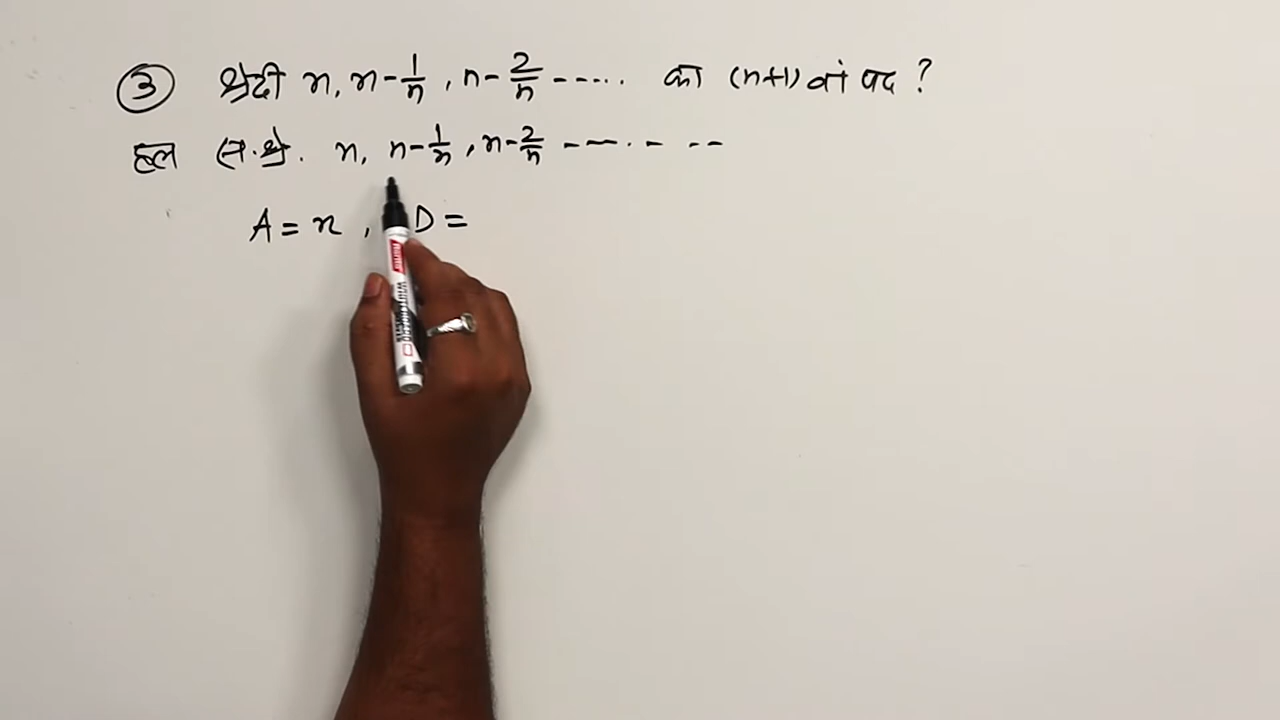 ③ श्रेढी n, n-1/n, n-2/n ----- का (n+1) वां पद ?
हल स.श्रे. n, n-1/n, n-2/n -------
A = n, D =